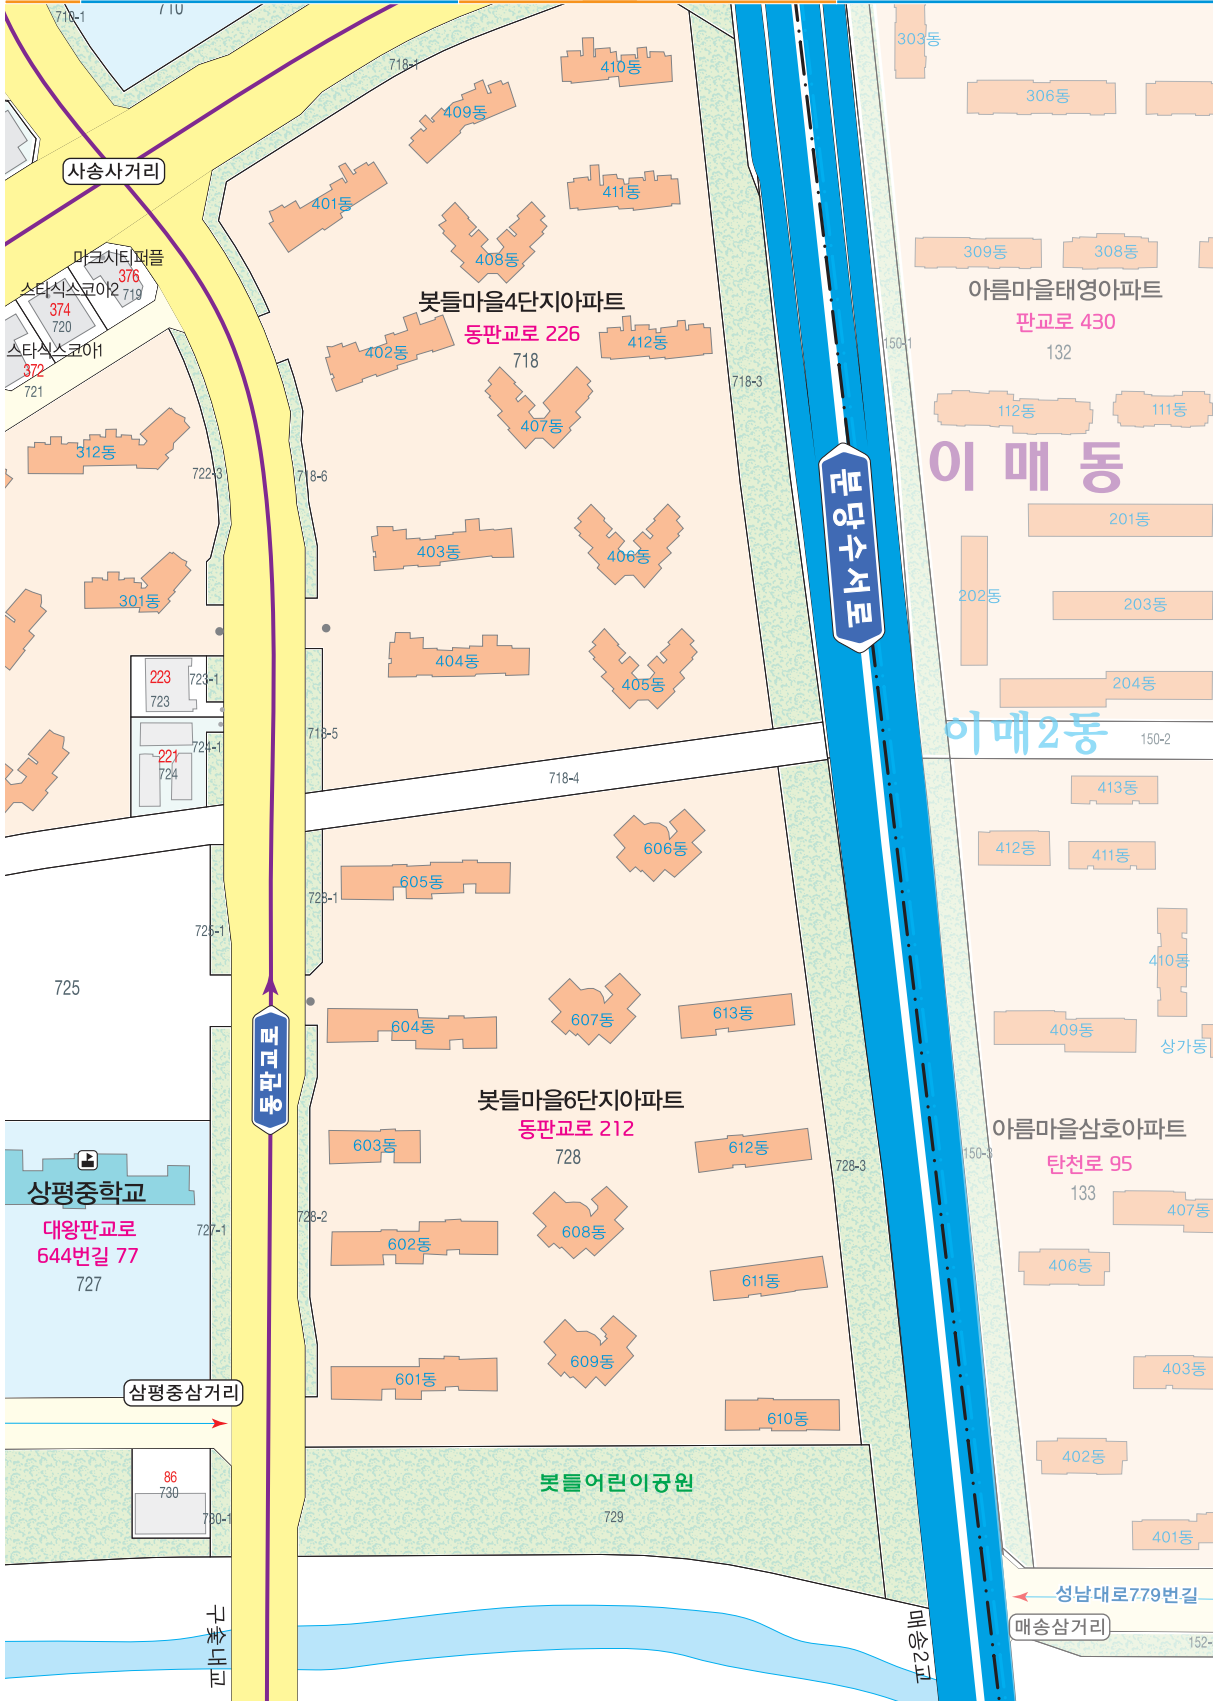 710-1
710
718-1
410동
303동
306동
409동
사송사거리
401동
411동
408동
309동
308동
마크시티퍼플
376
719
스타식스코아2
374
720
봇들마을4단지아파트
동판교로 226
718
아름마을태영아파트
판교로 430
132
스타식스코아1
372
721
402동
412동
150-1
718-3
407동
112동
111동
312동
722-3
718-6
이매동
분당수서로
201동
403동
406동
301동
202동
203동
404동
405동
223
723
723-1
204동
718-5
724-1
221
724
이매2동
150-2
718-4
413동
606동
412동
411동
605동
728-1
725-1
410동
725
604동
607동
613동
409동
상가동
동판교로
봇들마을6단지아파트
동판교로 212
728
아름마을삼호아파트
탄천로 95
133
603동
612동
728-3
150-3
상평중학교
대왕판교로
644번길 77
727
727-1
728-2
407동
602동
608동
406동
611동
601동
609동
403동
삼평중삼거리
610동
402동
86
730
730-1
봇들어린이공원
729
401동
성남대로779번길
매송삼거리
구숯내교
매송2교
152-